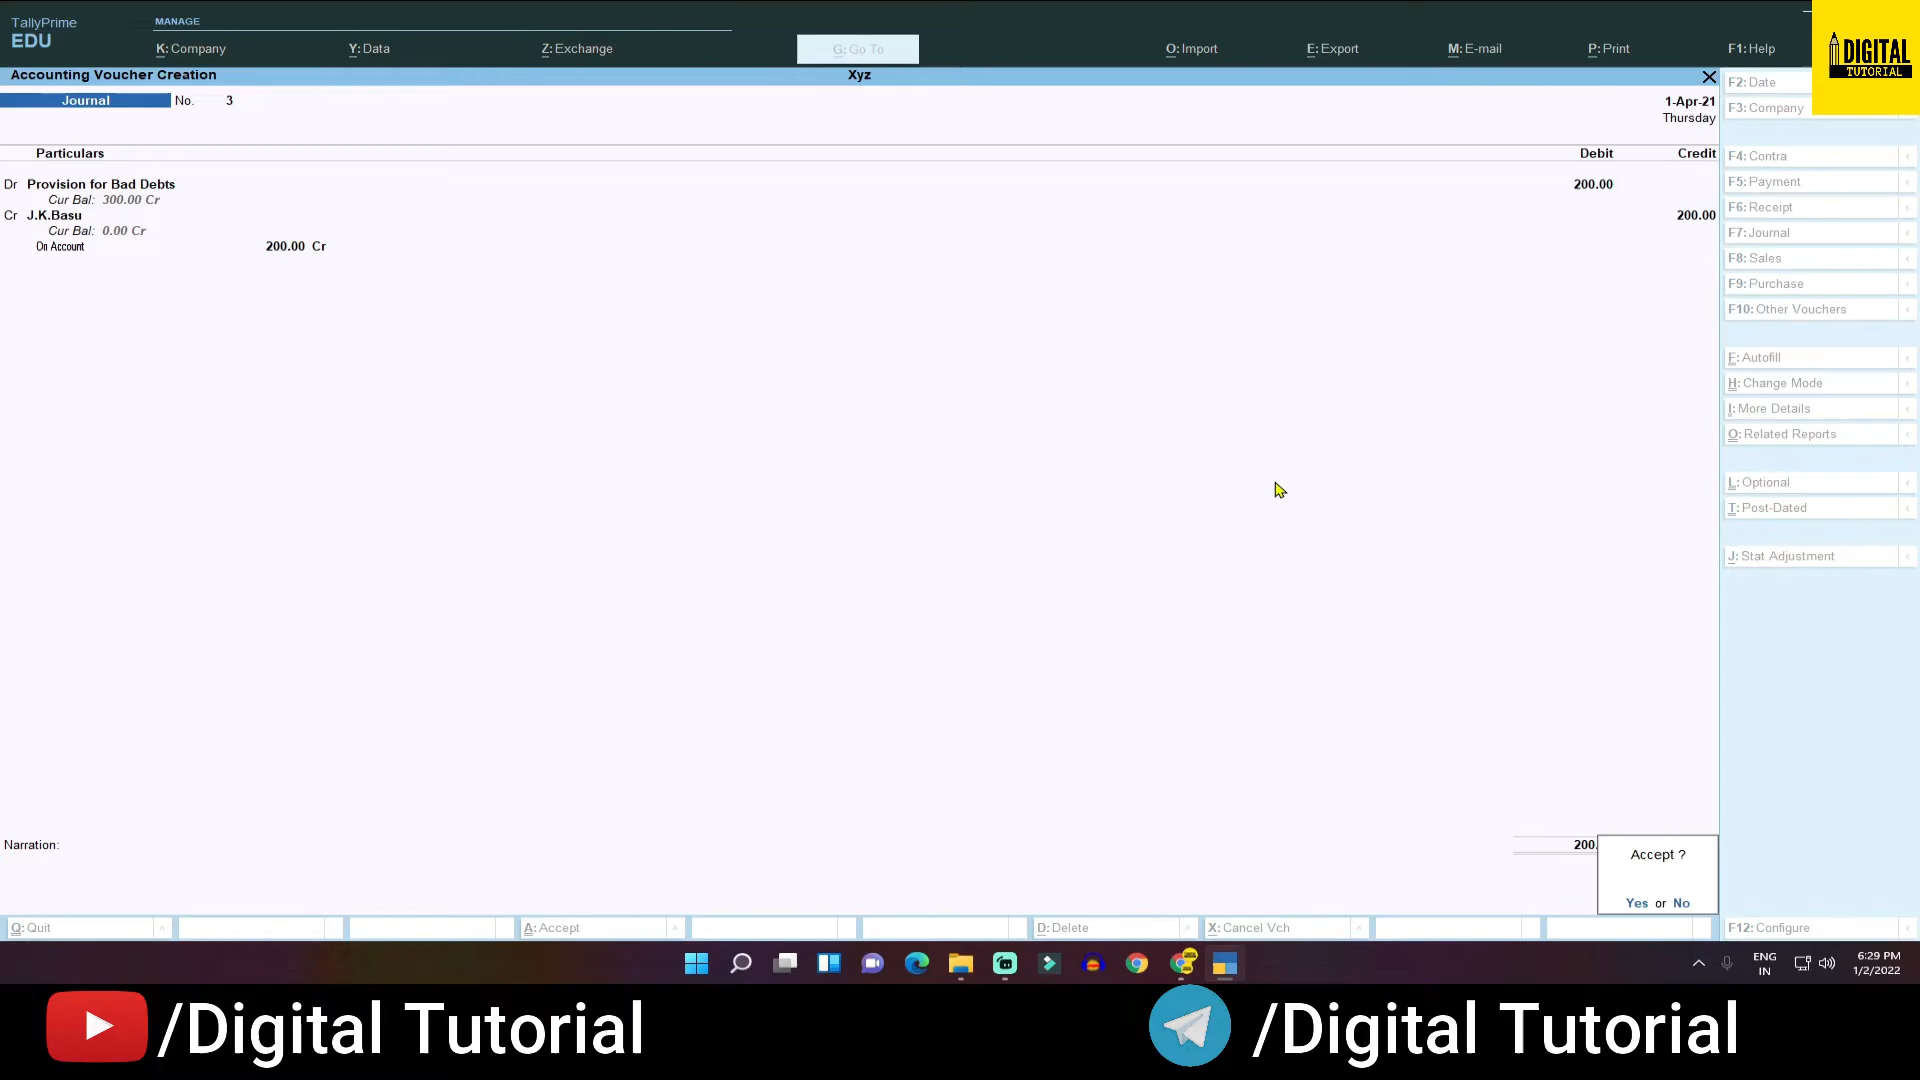 TallyPrime
EDU
MANAGE
K: Company
Y: Data
Z: Exchange
G: Go To
O: Import
E: Export
M: E-mail
P: Print
F1: Help
DIGITAL
TUTORIAL
Accounting Voucher Creation
Xyz
Journal No. 3
1-Apr-21
Thursday
Particulars Debit Credit
Dr Provision for Bad Debts 200.00
Cur Bal: 300.00 Cr
Cr J.K.Basu 200.00
Cur Bal: 0.00 Cr
On Account 200.00 Cr
F2: Date
F3: Company
F4: Contra
F5: Payment
F6: Receipt
F7: Journal
F8: Sales
F9: Purchase
F10: Other Vouchers
F: Autofill
H: Change Mode
I: More Details
O: Related Reports
L: Optional
T: Post-Dated
J: Stat Adjustment
Narration: 200.
Accept ?
Yes or No
Q: Quit
A: Accept
D: Delete
X: Cancel Vch
F12: Configure
ENG
IN
6:29 PM
1/2/2022
/Digital Tutorial
/Digital Tutorial